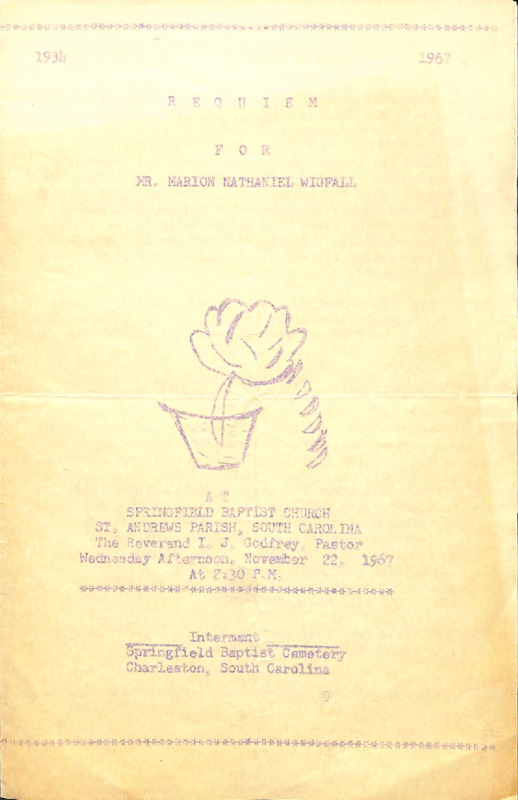 1934 1967
R E Q U I E M
F O R
MR. MARION NATHANIEL WIGFALL
A T
SPRINGFIELD BAPTIST CHURCH
ST. ANDREWS PARISH, SOUTH CAROLINA
The Reverend I. J. Godfrey, Pastor
Wednesday Afternoon, November 22, 1967
At 2:30 P.M.
Interment
Springfield Baptist Cemetery
Charleston, South Carolina